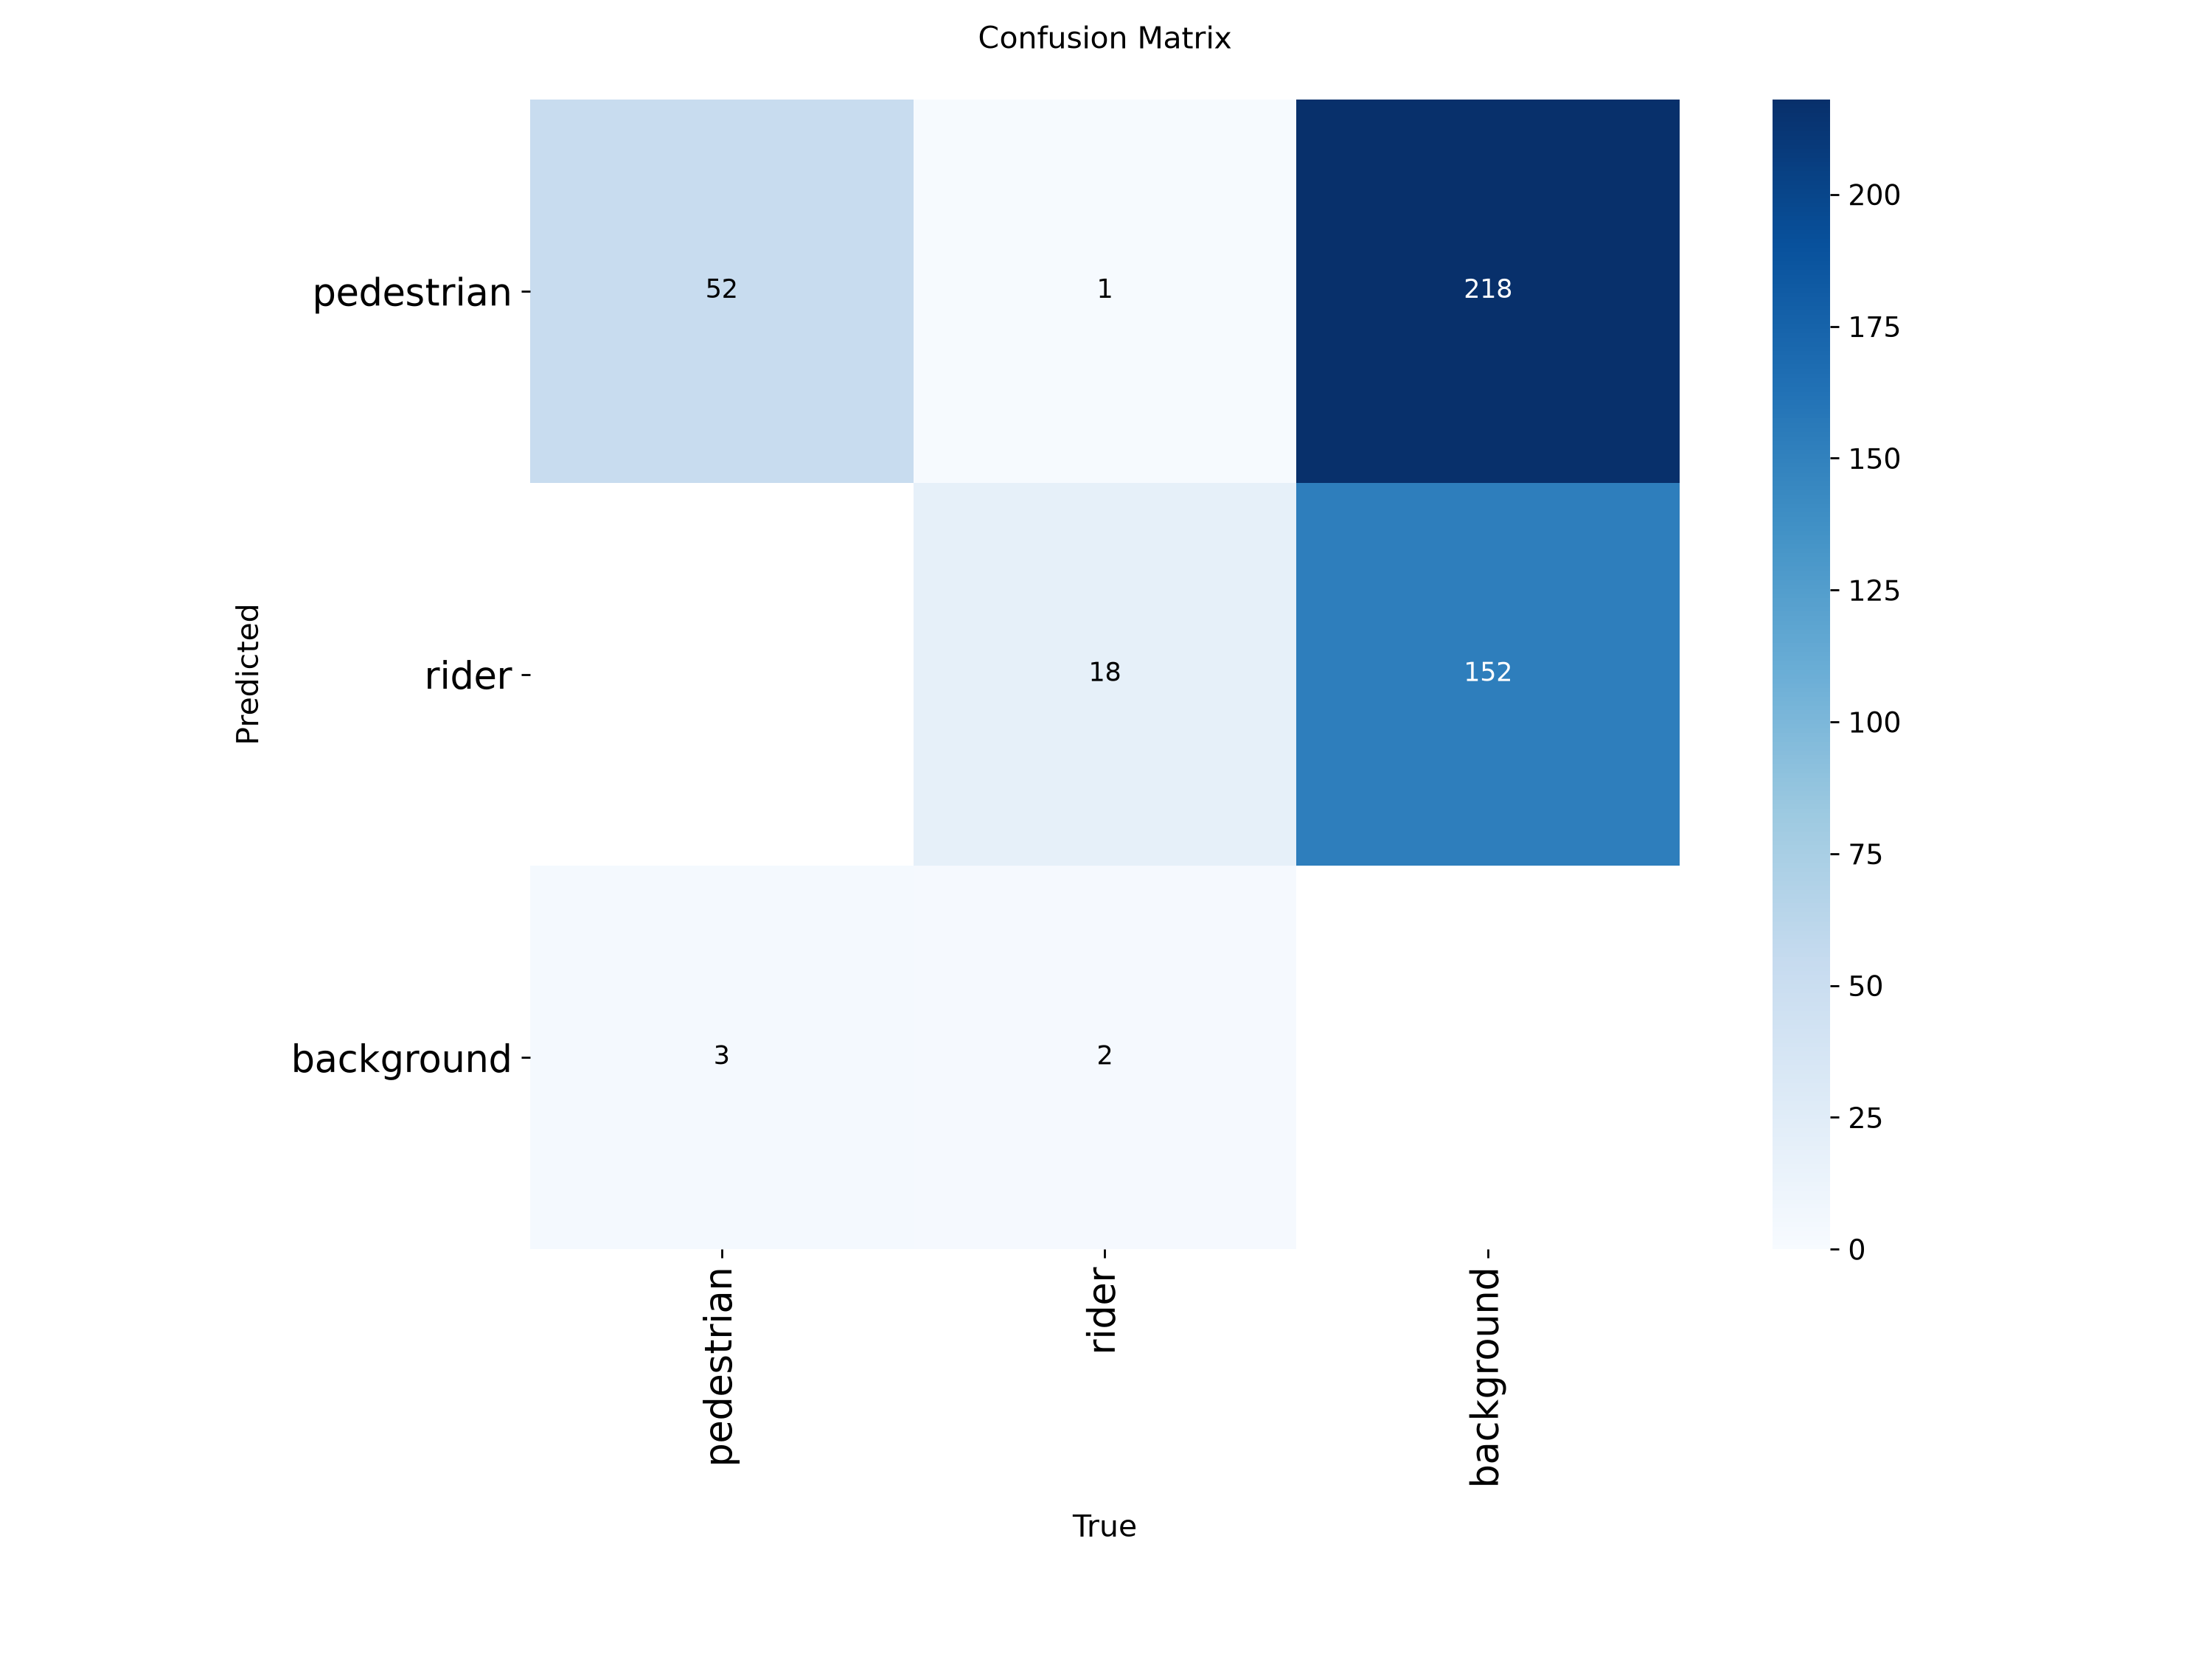 Confusion Matrix
pedestrian
52
1
218
rider
18
152
background
3
2
Predicted
pedestrian
rider
background
True
200
175
150
125
100
75
50
25
0